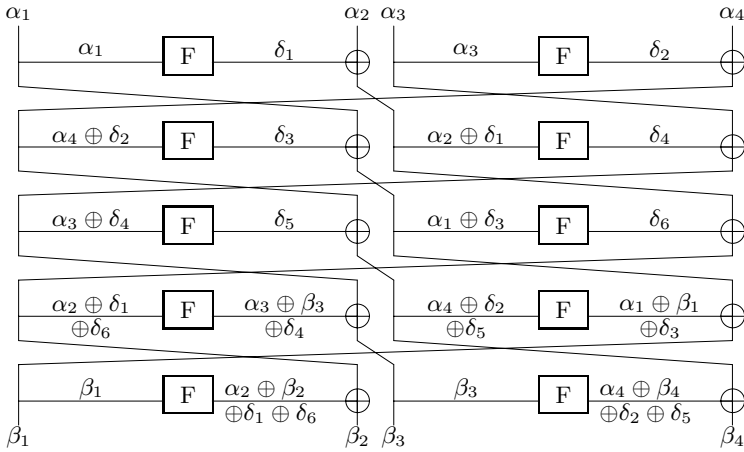 α₁ α₂ α₃ α₄
α₁ F δ₁ α₃ F δ₂
α₄ ⊕ δ₂ F δ₃ α₂ ⊕ δ₁ F δ₄
α₃ ⊕ δ₄ F δ₅ α₁ ⊕ δ₃ F δ₆
α₂ ⊕ δ₁ F α₃ ⊕ β₃ α₄ ⊕ δ₂ F α₁ ⊕ β₁
⊕δ₆ ⊕δ₄ ⊕δ₅ ⊕δ₃
β₁ F α₂ ⊕ β₂ β₃ F α₄ ⊕ β₄
⊕δ₁ ⊕ δ₆ ⊕δ₂ ⊕ δ₅
β₁ β₂ β₃ β₄